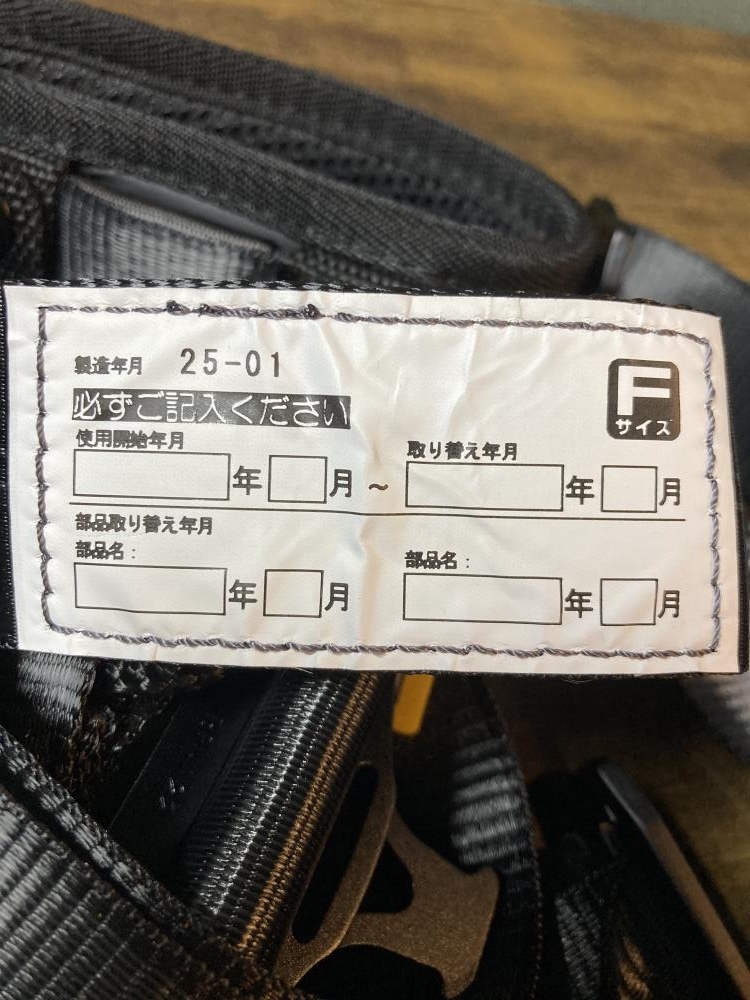 製造年月 25-01
必ずご記入ください
F
サイズ
使用開始年月
取り替え年月
年 月 ~ 年 月
部品取り替え年月
部品名: 部品名:
年 月 年 月